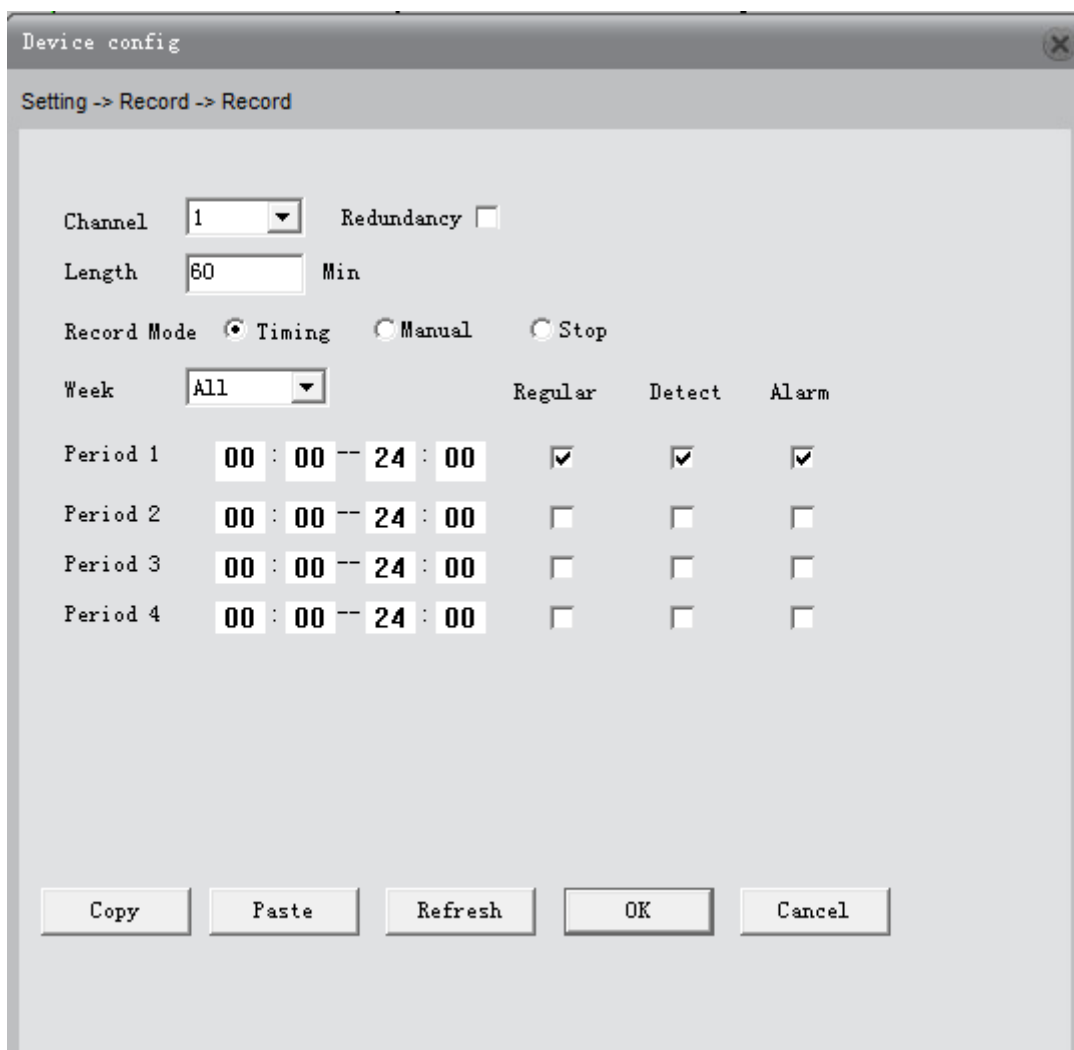 Device config
Setting -> Record -> Record
Channel 1 Redundancy
Length 60 Min
Record Mode Timing Manual Stop
Week All Regular Detect Alarm
Period 1 00 : 00 -- 24 : 00
Period 2 00 : 00 -- 24 : 00
Period 3 00 : 00 -- 24 : 00
Period 4 00 : 00 -- 24 : 00
Copy Paste Refresh OK Cancel